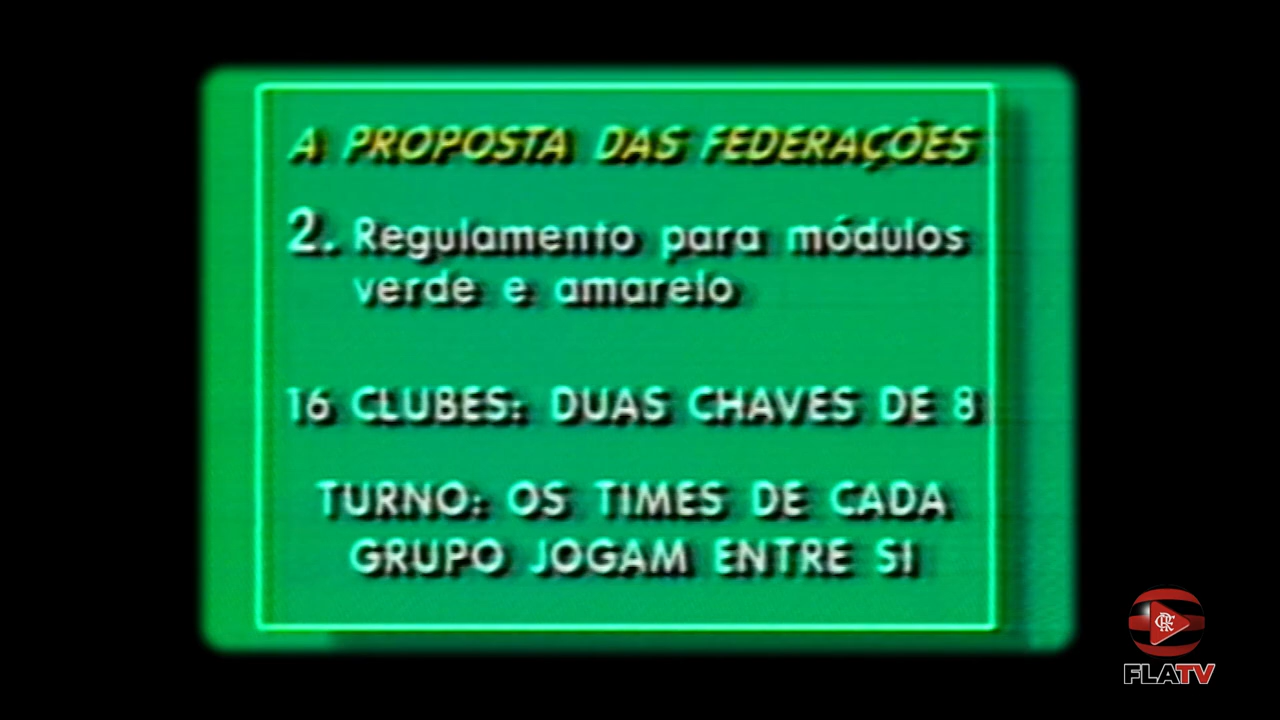 A PROPOSTA DAS FEDERAÇÕES
2. Regulamento para módulos
verde e amarelo
16 CLUBES: DUAS CHAVES DE 8
TURNO: OS TIMES DE CADA
GRUPO JOGAM ENTRE SI
FLATV